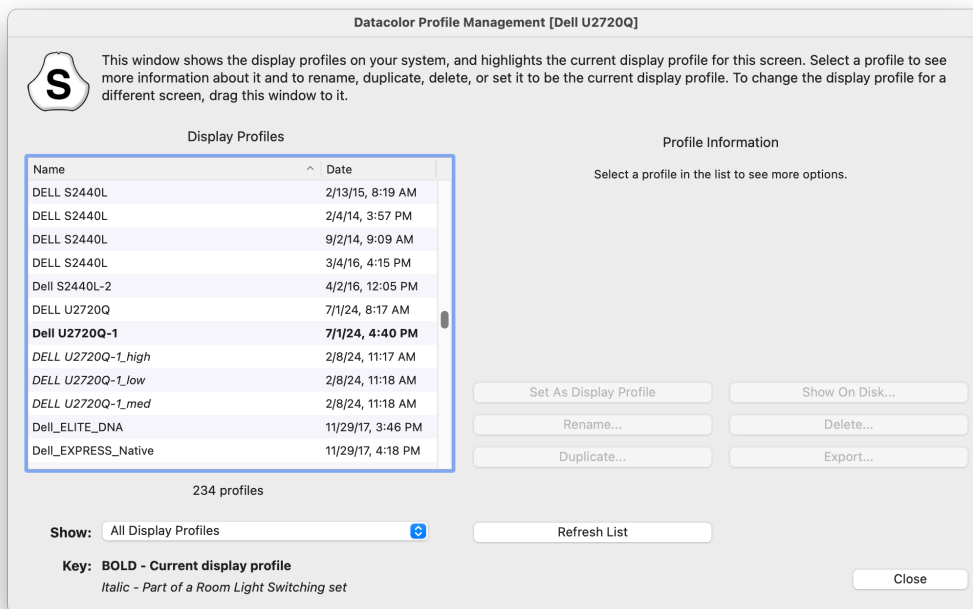 Datacolor Profile Management [Dell U2720Q]
S
This window shows the display profiles on your system, and highlights the current display profile for this screen. Select a profile to see
more information about it and to rename, duplicate, delete, or set it to be the current display profile. To change the display profile for a
different screen, drag this window to it.
Display Profiles
Profile Information
Name Date
Select a profile in the list to see more options.
DELL S2440L 2/13/15, 8:19 AM
DELL S2440L 2/4/14, 3:57 PM
DELL S2440L 9/2/14, 9:09 AM
DELL S2440L 3/4/16, 4:15 PM
Dell S2440L-2 4/2/16, 12:05 PM
DELL U2720Q 7/1/24, 8:17 AM
Dell U2720Q-1 7/1/24, 4:40 PM
DELL U2720Q-1_high 2/8/24, 11:17 AM
DELL U2720Q-1_low 2/8/24, 11:18 AM
DELL U2720Q-1_med 2/8/24, 11:18 AM
Dell_ELITE_DNA 11/29/17, 3:46 PM
Dell_EXPRESS_Native 11/29/17, 4:18 PM
Set As Display Profile Show On Disk...
Rename... Delete...
Duplicate... Export...
234 profiles
Show: All Display Profiles
Refresh List
Key: BOLD - Current display profile
Italic - Part of a Room Light Switching set
Close